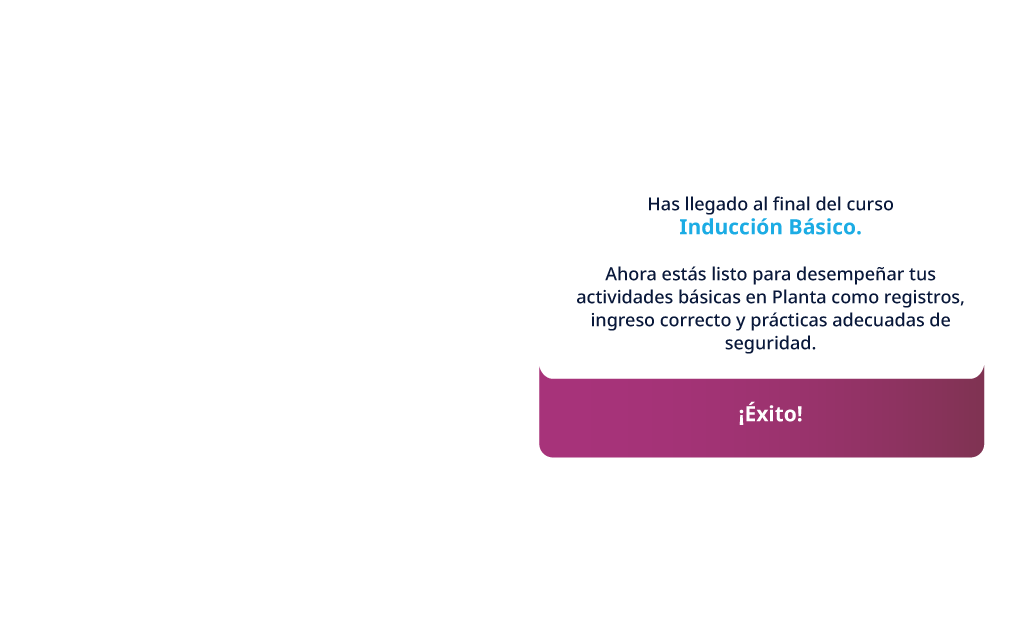 Has llegado al final del curso
Inducción Básico.
Ahora estás listo para desempeñar tus
actividades básicas en Planta como registros,
ingreso correcto y prácticas adecuadas de
seguridad.
¡Éxito!